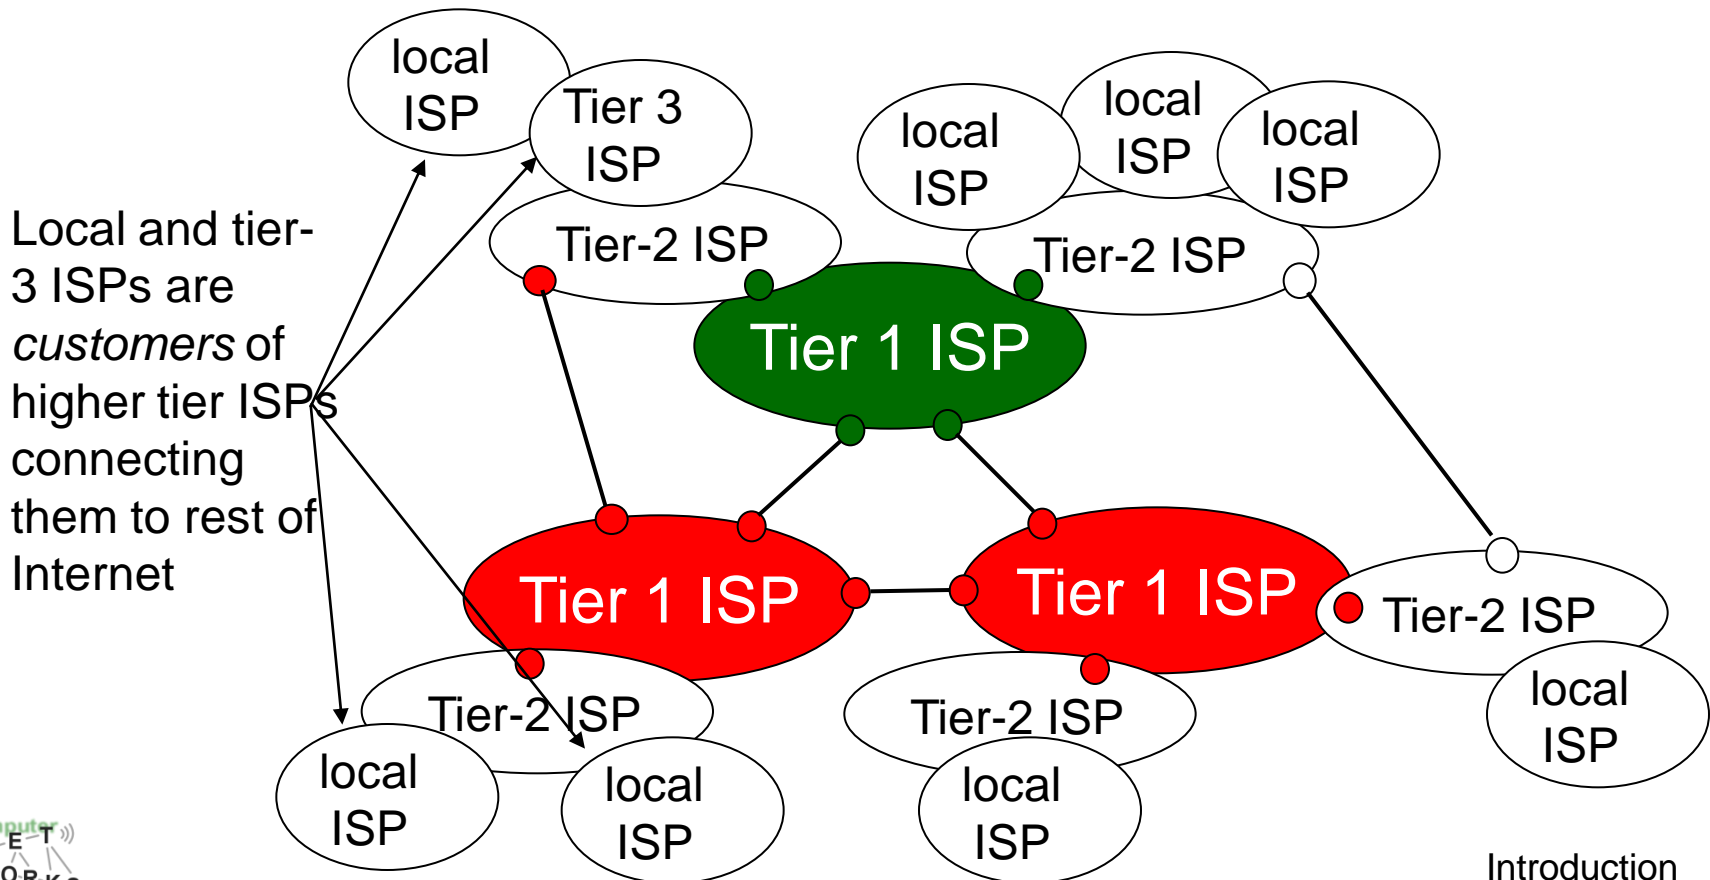 local
ISP
Tier 3
ISP
local
ISP
local
ISP
local
ISP
Local and tier-
3 ISPs are
customers of
higher tier ISPs
connecting
them to rest of
Internet
Tier-2 ISP
Tier-2 ISP
Tier 1 ISP
Tier 1 ISP
Tier 1 ISP
Tier-2 ISP
Tier-2 ISP
Tier-2 ISP
local
ISP
local
ISP
local
ISP
local
ISP
Introduction